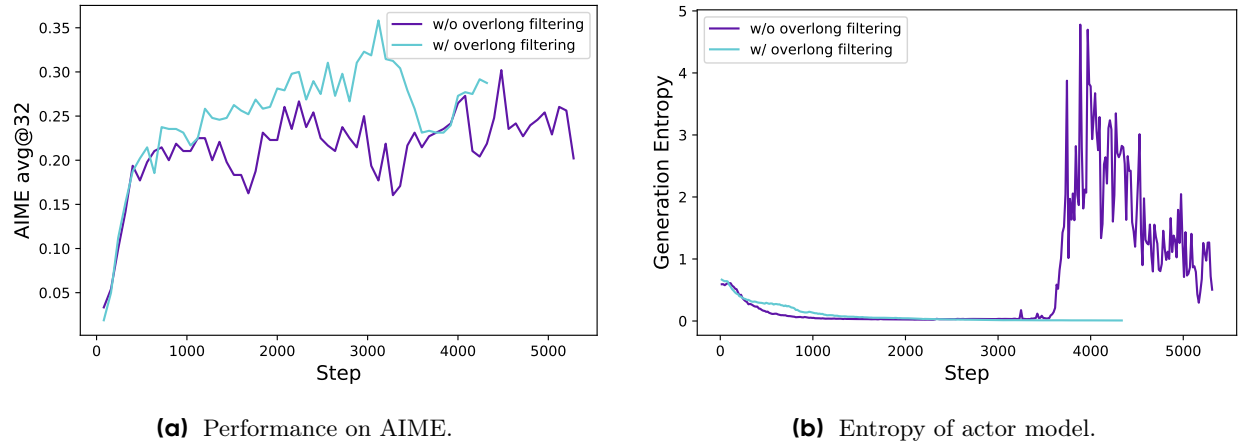 AIME avg@32
0.35
0.30
0.25
0.20
0.15
0.10
0.05
w/o overlong filtering
w/ overlong filtering
0 1000 2000 3000 4000 5000
Step
(a) Performance on AIME.
Generation Entropy
5
4
3
2
1
0
w/o overlong filtering
w/ overlong filtering
0 1000 2000 3000 4000 5000
Step
(b) Entropy of actor model.